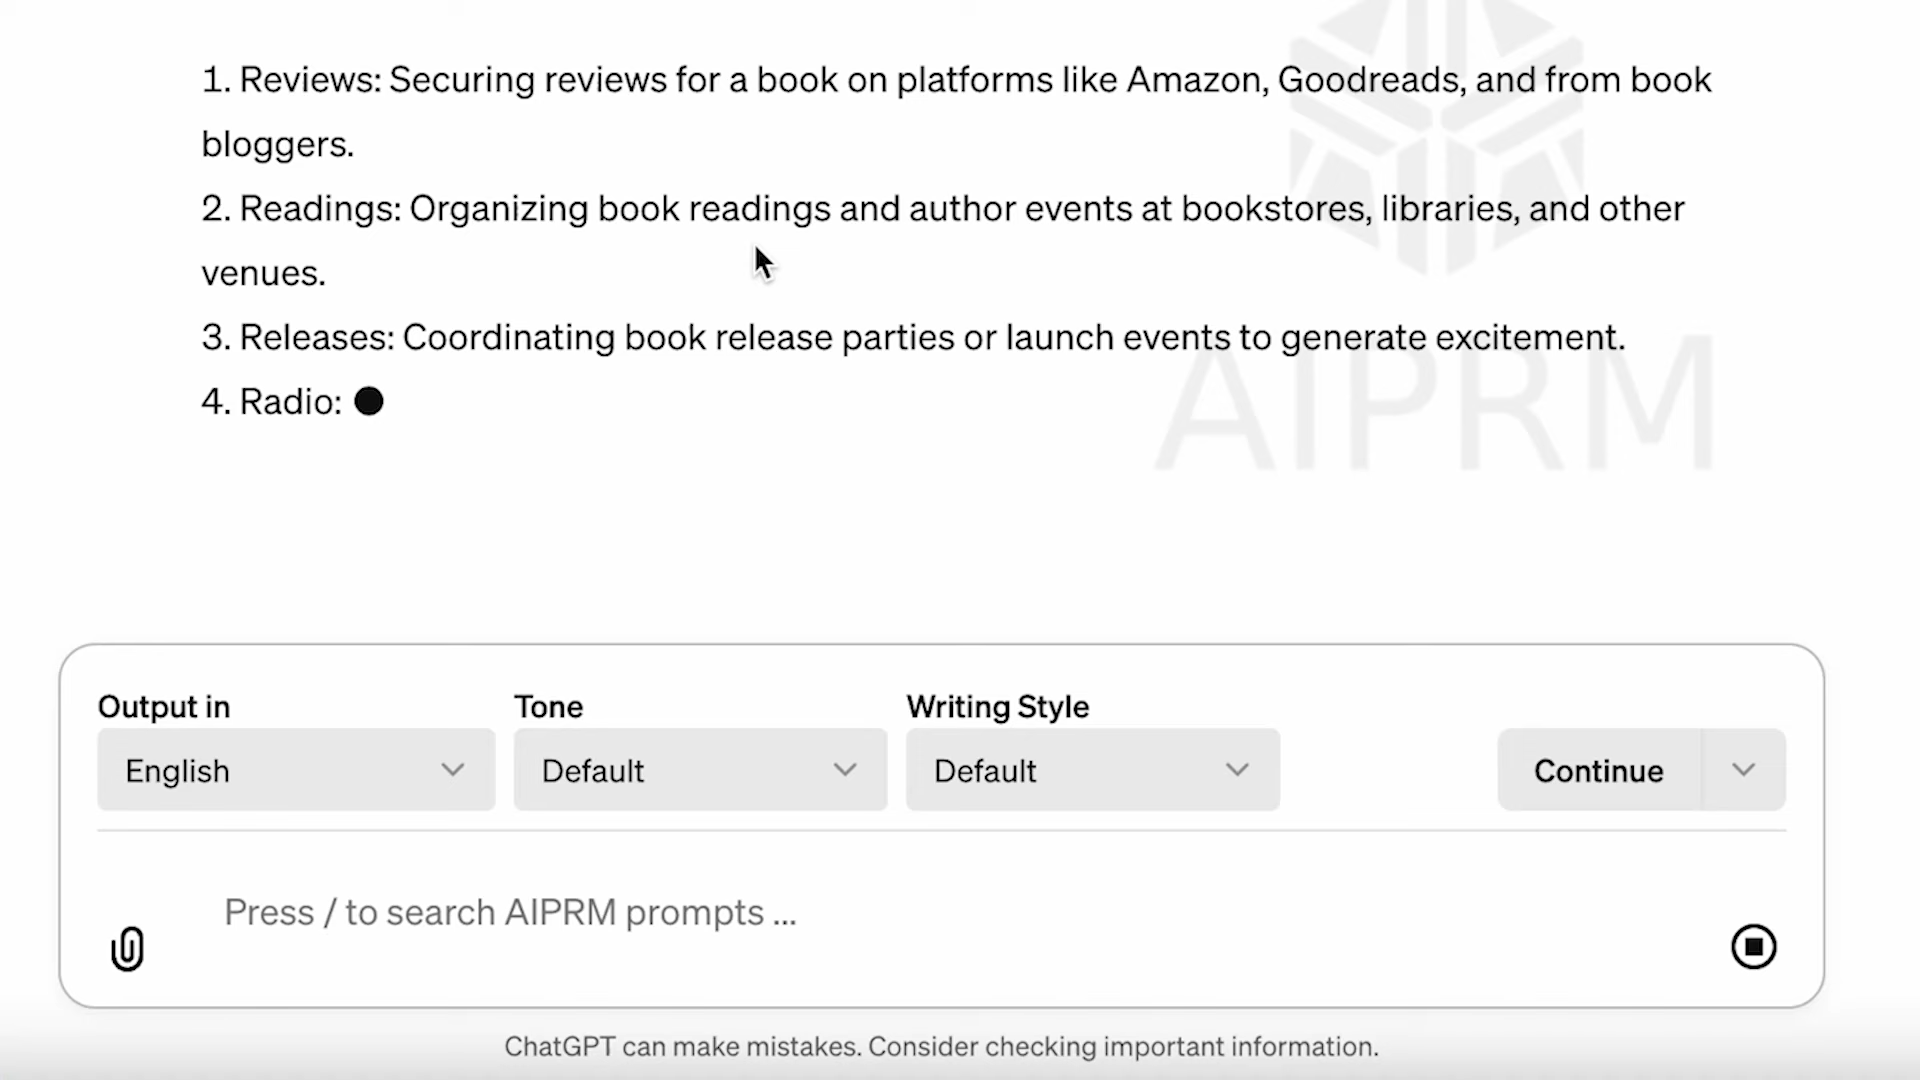 1. Reviews: Securing reviews for a book on platforms like Amazon, Goodreads, and from book
bloggers.
2. Readings: Organizing book readings and author events at bookstores, libraries, and other
venues.
3. Releases: Coordinating book release parties or launch events to generate excitement.
4. Radio:
AIPRM
Output in
Tone
Writing Style
English
Default
Default
Continue
Press / to search AIPRM prompts ...
ChatGPT can make mistakes. Consider checking important information.